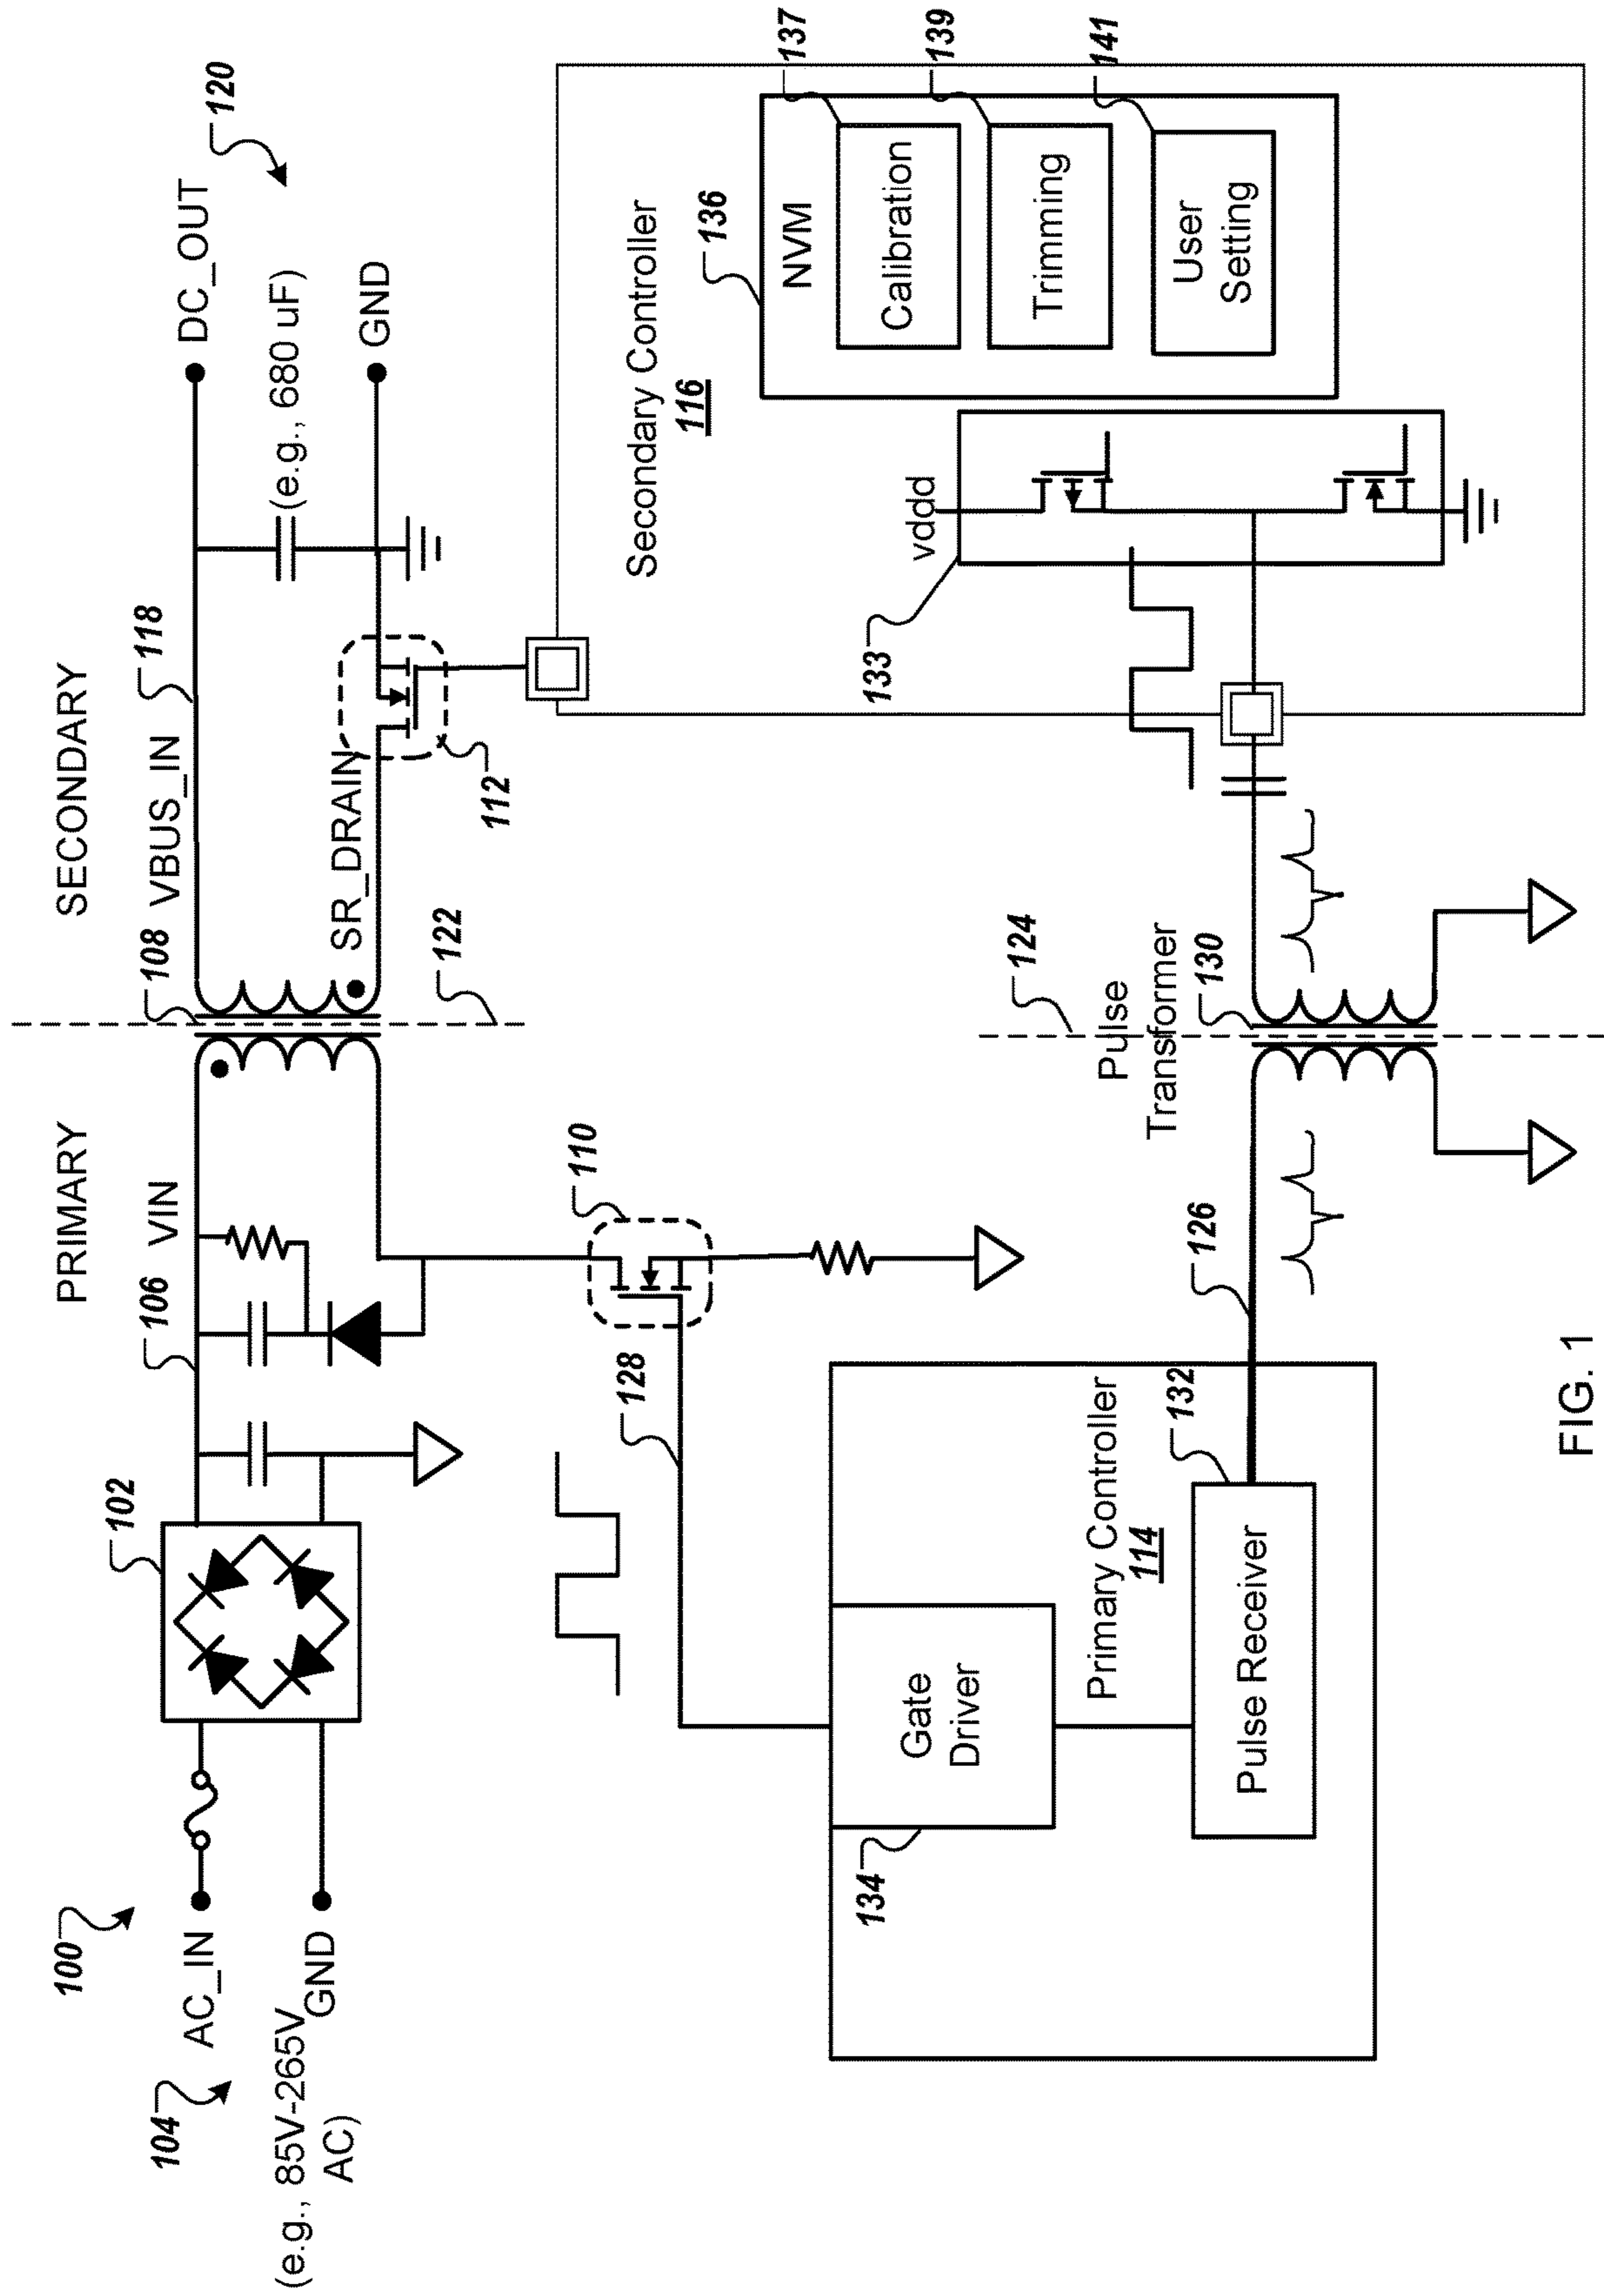 100
PRIMARY
SECONDARY
120
104
AC_IN
(e.g., 85V-265V
AC)
GND
102
106
VIN
108
VBUS_IN
118
DC_OUT
(e.g., 680 uF)
GND
SR_DRAIN
112
122
110
128
Secondary Controller
116
136
NVM
137
Calibration
139
Trimming
141
User
Setting
vddd
133
134
Gate
Driver
Primary Controller
114
132
Pulse Receiver
126
Pulse
Transformer
124
130
FIG. 1